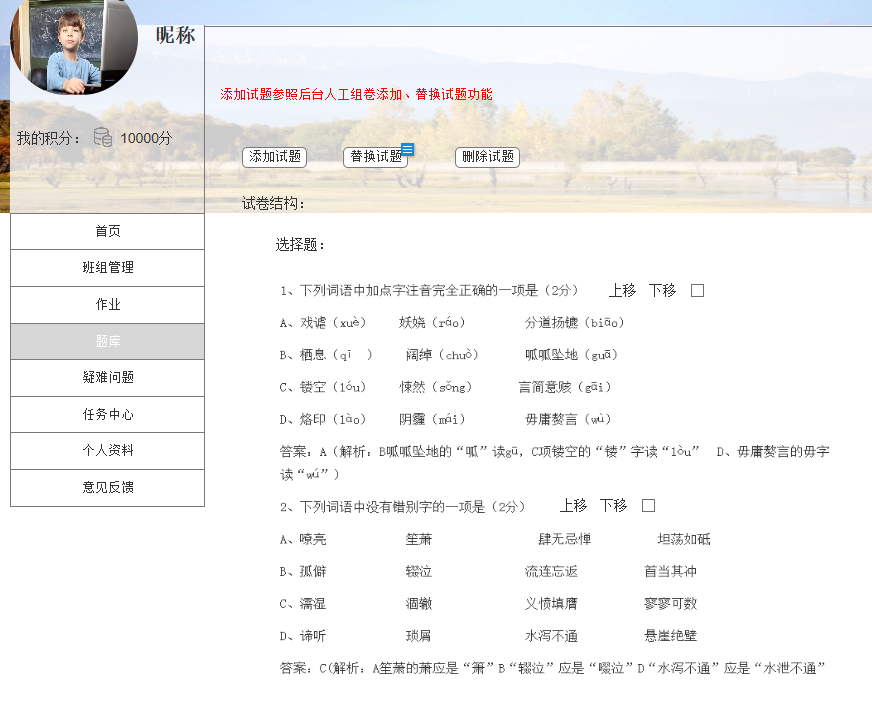 昵称
添加试题参照后台人工组卷添加、替换试题功能
我的积分： 10000分
添加试题 替换试题 删除试题
试卷结构：
首页
班组管理
作业
题库
疑难问题
任务中心
个人资料
意见反馈
选择题：
1、下列词语中加点字注音完全正确的一项是（2分） 上移 下移
A、戏谑（xuè） 妖娆（ráo） 分道扬镳（biāo）
B、栖息（qī ） 阔绰（chuò） 呱呱坠地（guā）
C、镂空（lóu） 悚然（sǒng） 言简意赅（gāi）
D、烙印（lào） 阴霾（mái） 毋庸赘言（wù）
答案：A（解析：B呱呱坠地的“呱”读gū，C项镂空的“镂”字读“lòu” D、毋庸赘言的毋字
读“wú”）
2、下列词语中没有错别字的一项是（2分） 上移 下移
A、嘹亮 笙萧 肆无忌惮 坦荡如砥
B、孤僻 辍泣 流连忘返 首当其冲
C、濡湿 涸辙 义愤填膺 寥寥可数
D、谛听 琐屑 水泻不通 悬崖绝壁
答案：C(解析：A笙萧的萧应是“箫”B“辍泣”应是“啜泣”D“水泻不通”应是“水泄不通”